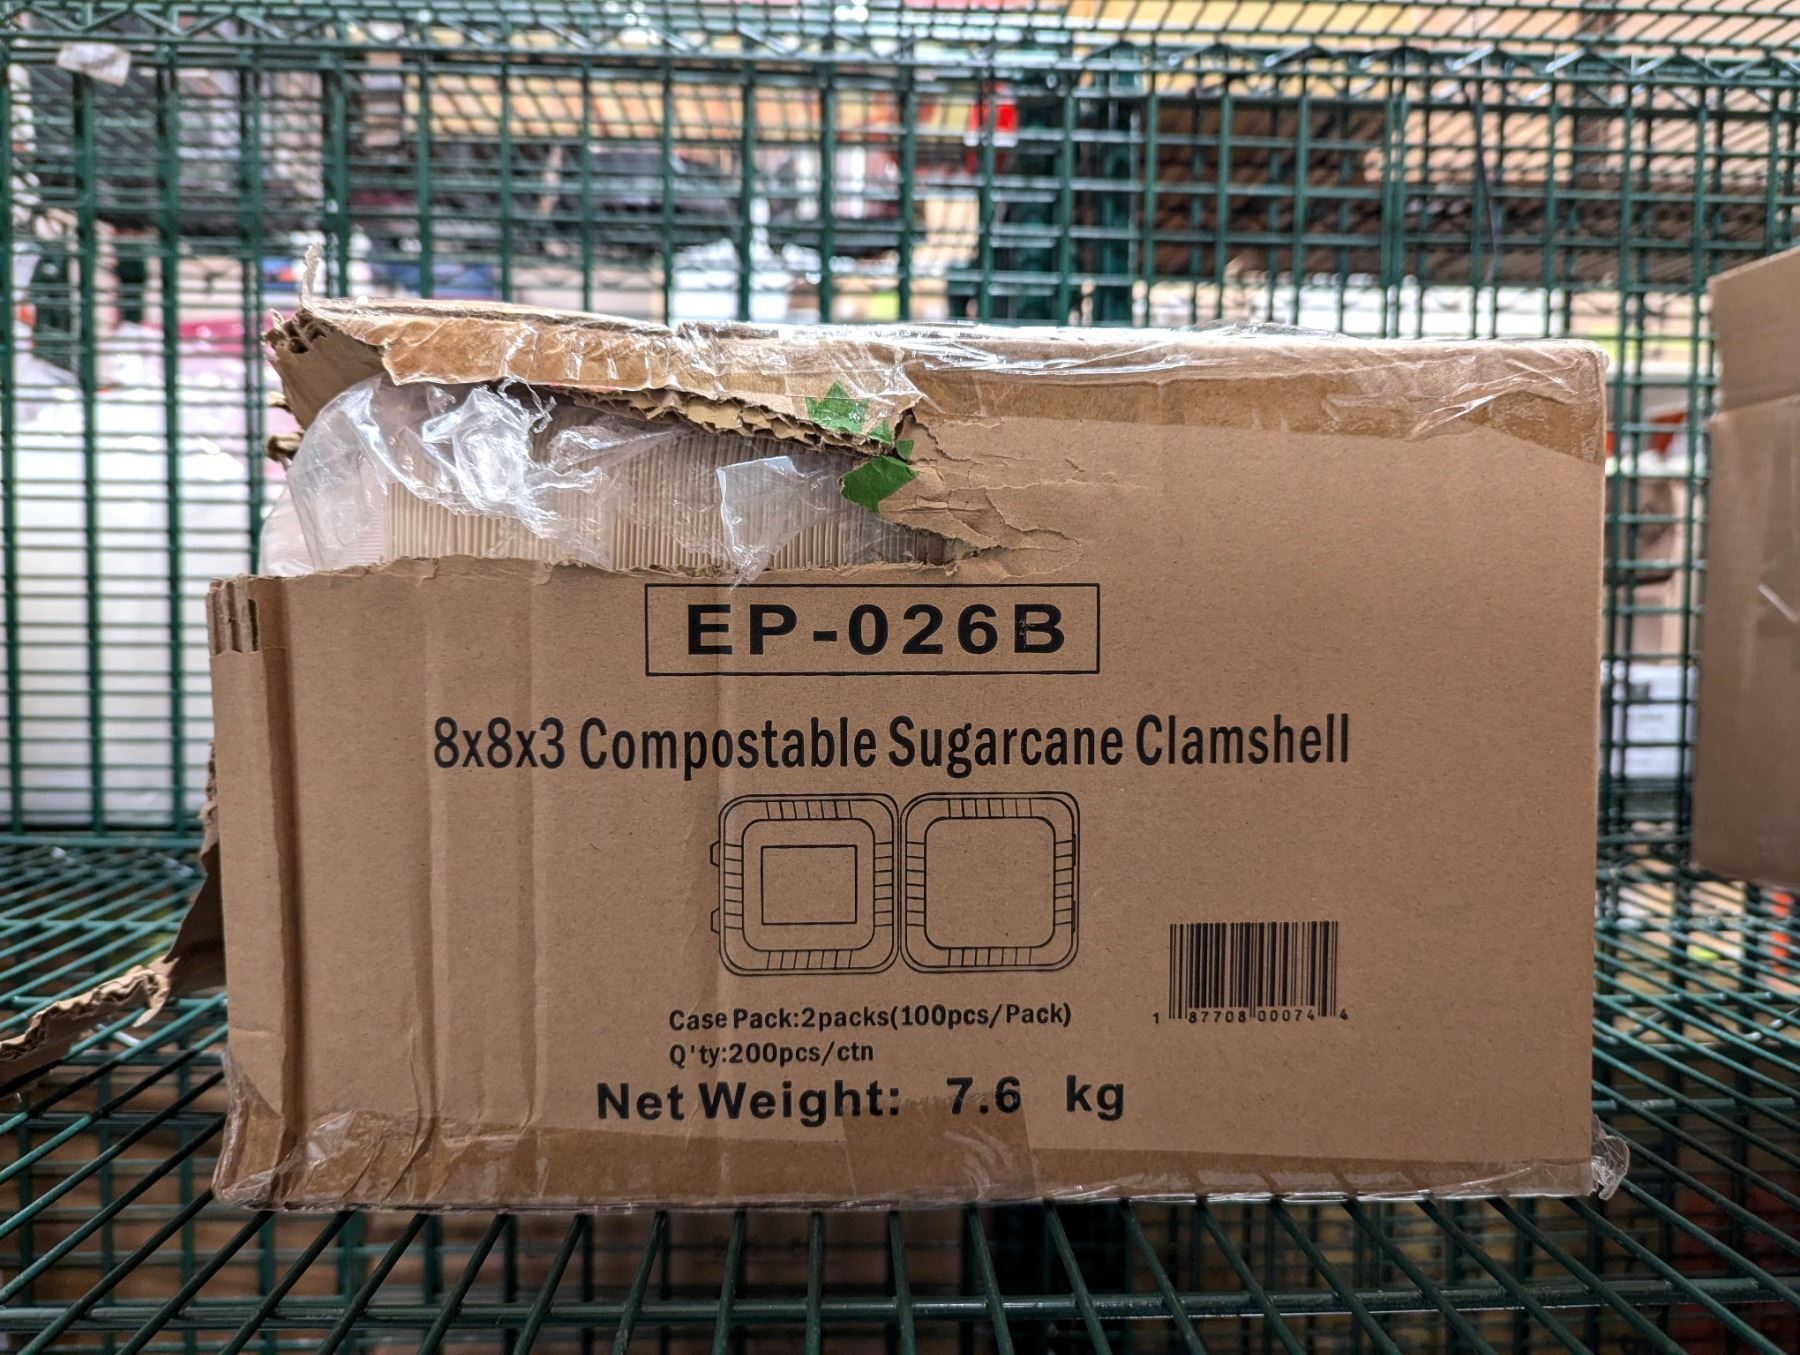 EP-026B
8x8x3 Compostable Sugarcane Clamshell
Case Pack:2packs(100pcs/Pack)
Q'ty:200pcs/ctn
Net Weight: 7.6 kg
1 87708 00074 4